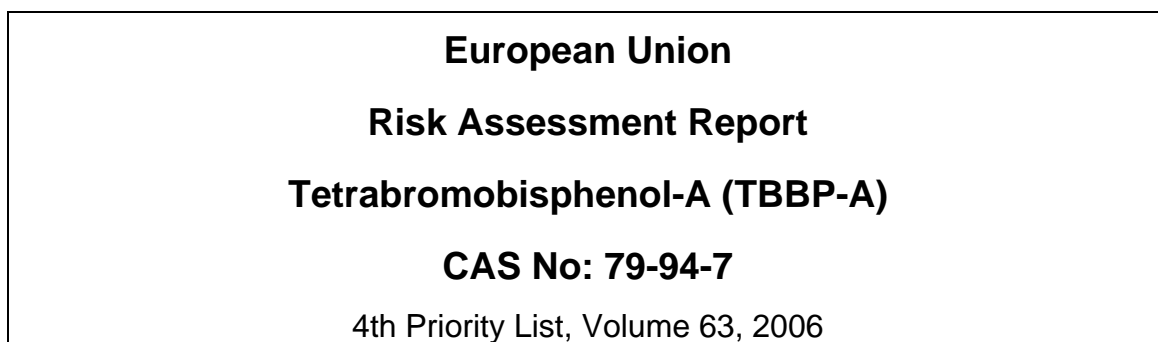 European Union
Risk Assessment Report
Tetrabromobisphenol-A (TBBP-A)
CAS No: 79-94-7
4th Priority List, Volume 63, 2006